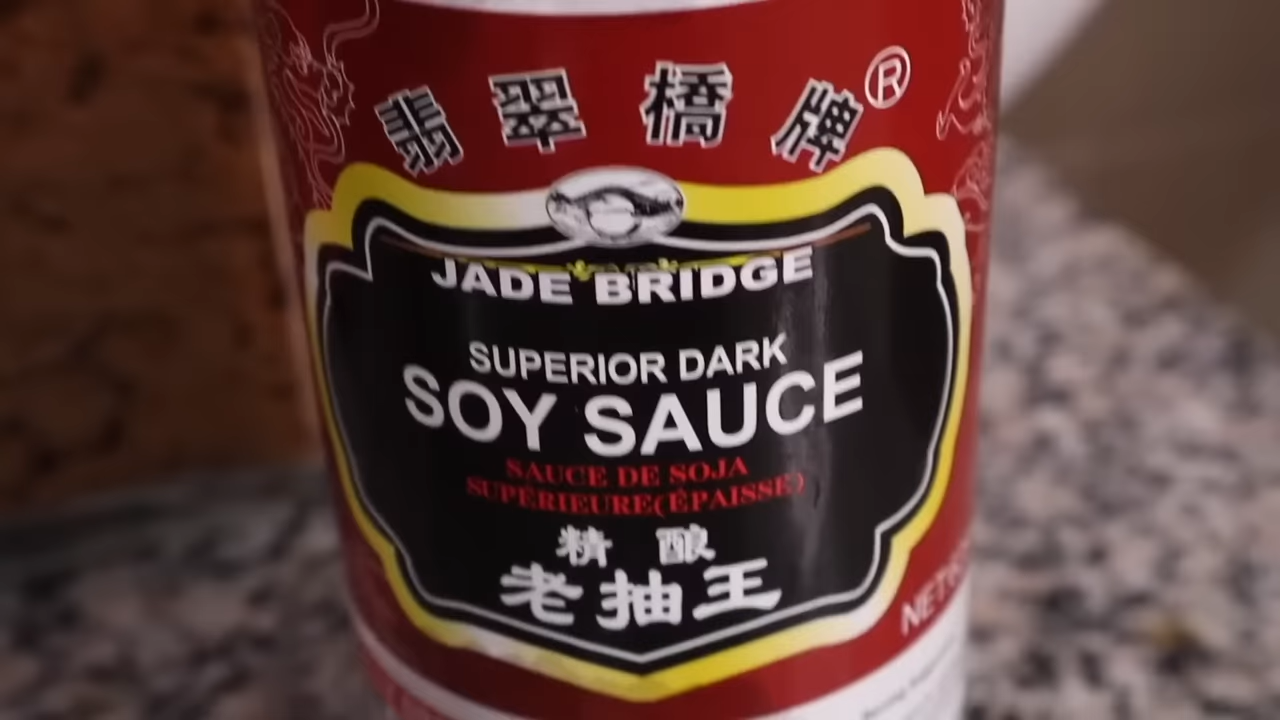 翡翠橋牌®
JADE BRIDGE
SUPERIOR DARK
SOY SAUCE
SAUCE DE SOJA
SUPÉRIEURE(ÉPAISSE)
精酿
老抽王